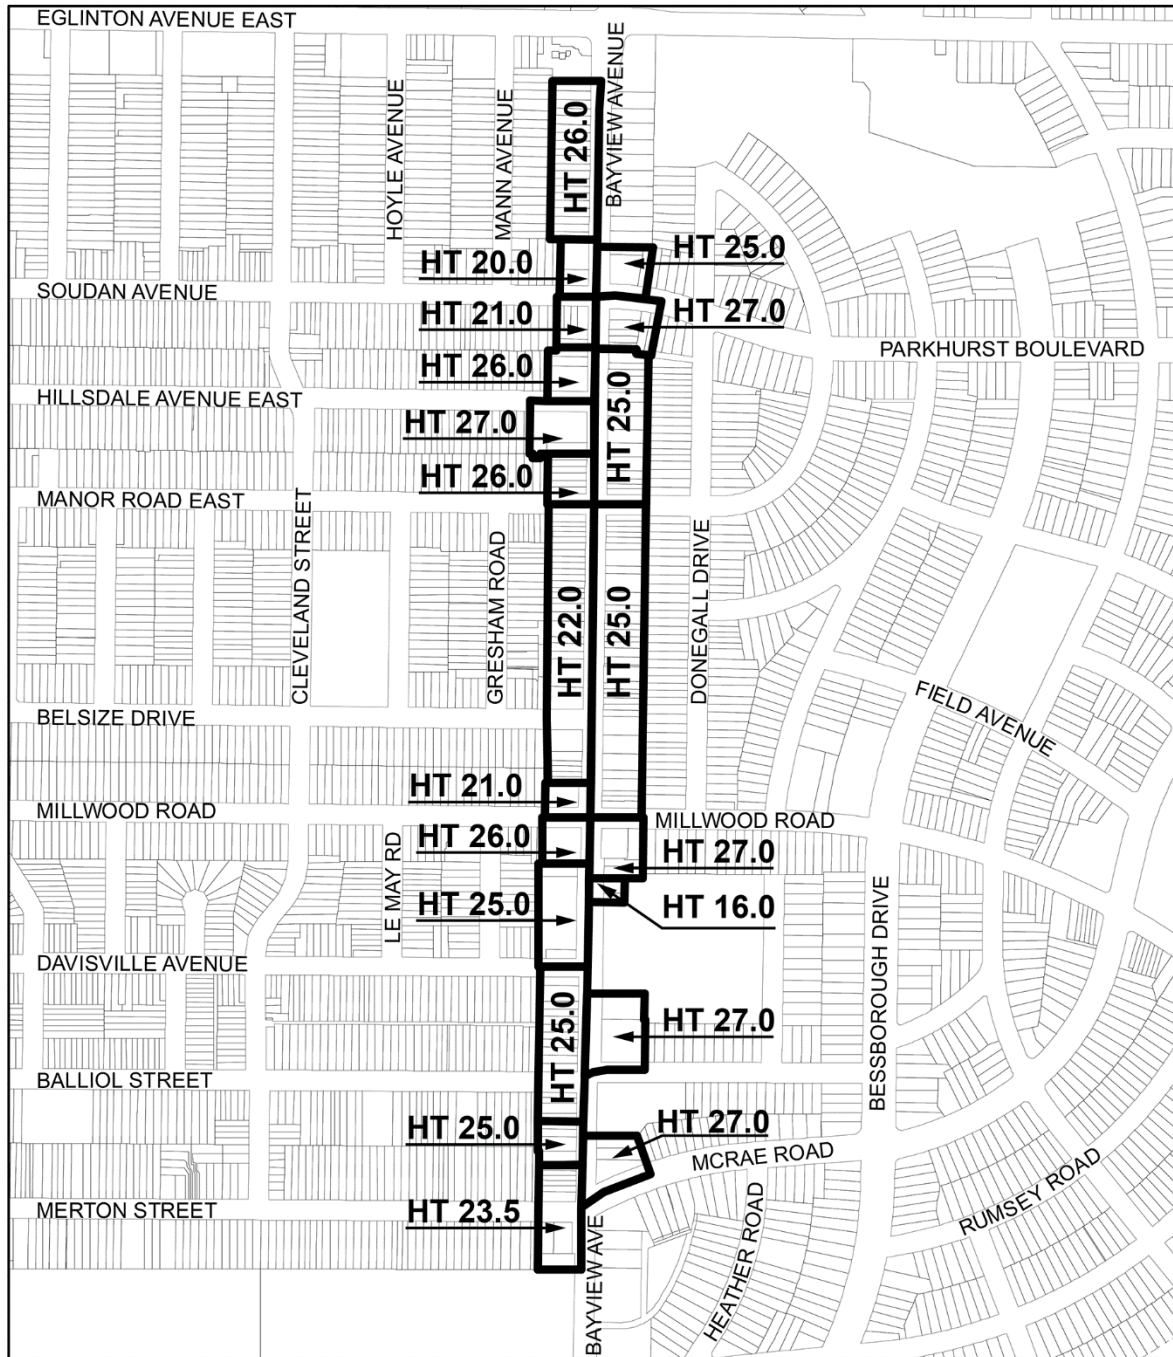 EGLINTON AVENUE EAST
BAYVIEW AVENUE
HOYLE AVENUE
MANN AVENUE
HT 26.0
HT 25.0
HT 20.0
SOUDAN AVENUE
HT 21.0
HT 27.0
PARKHURST BOULEVARD
HT 26.0
HT 25.0
HILLSDALE AVENUE EAST
HT 27.0
HT 26.0
MANOR ROAD EAST
CLEVELAND STREET
GRESHAM ROAD
HT 22.0
HT 25.0
DONEGALL DRIVE
FIELD AVENUE
BELSIZE DRIVE
HT 21.0
MILLWOOD ROAD
MILLWOOD ROAD
LE MAY RD
HT 26.0
HT 27.0
HT 25.0
HT 16.0
BESSBOROUGH DRIVE
DAVISVILLE AVENUE
HT 25.0
HT 27.0
BALLIOL STREET
HT 25.0
HT 27.0
MCRAE ROAD
RUMSEY ROAD
MERTON STREET
HT 23.5
BAYVIEW AVE
HEATHER ROAD